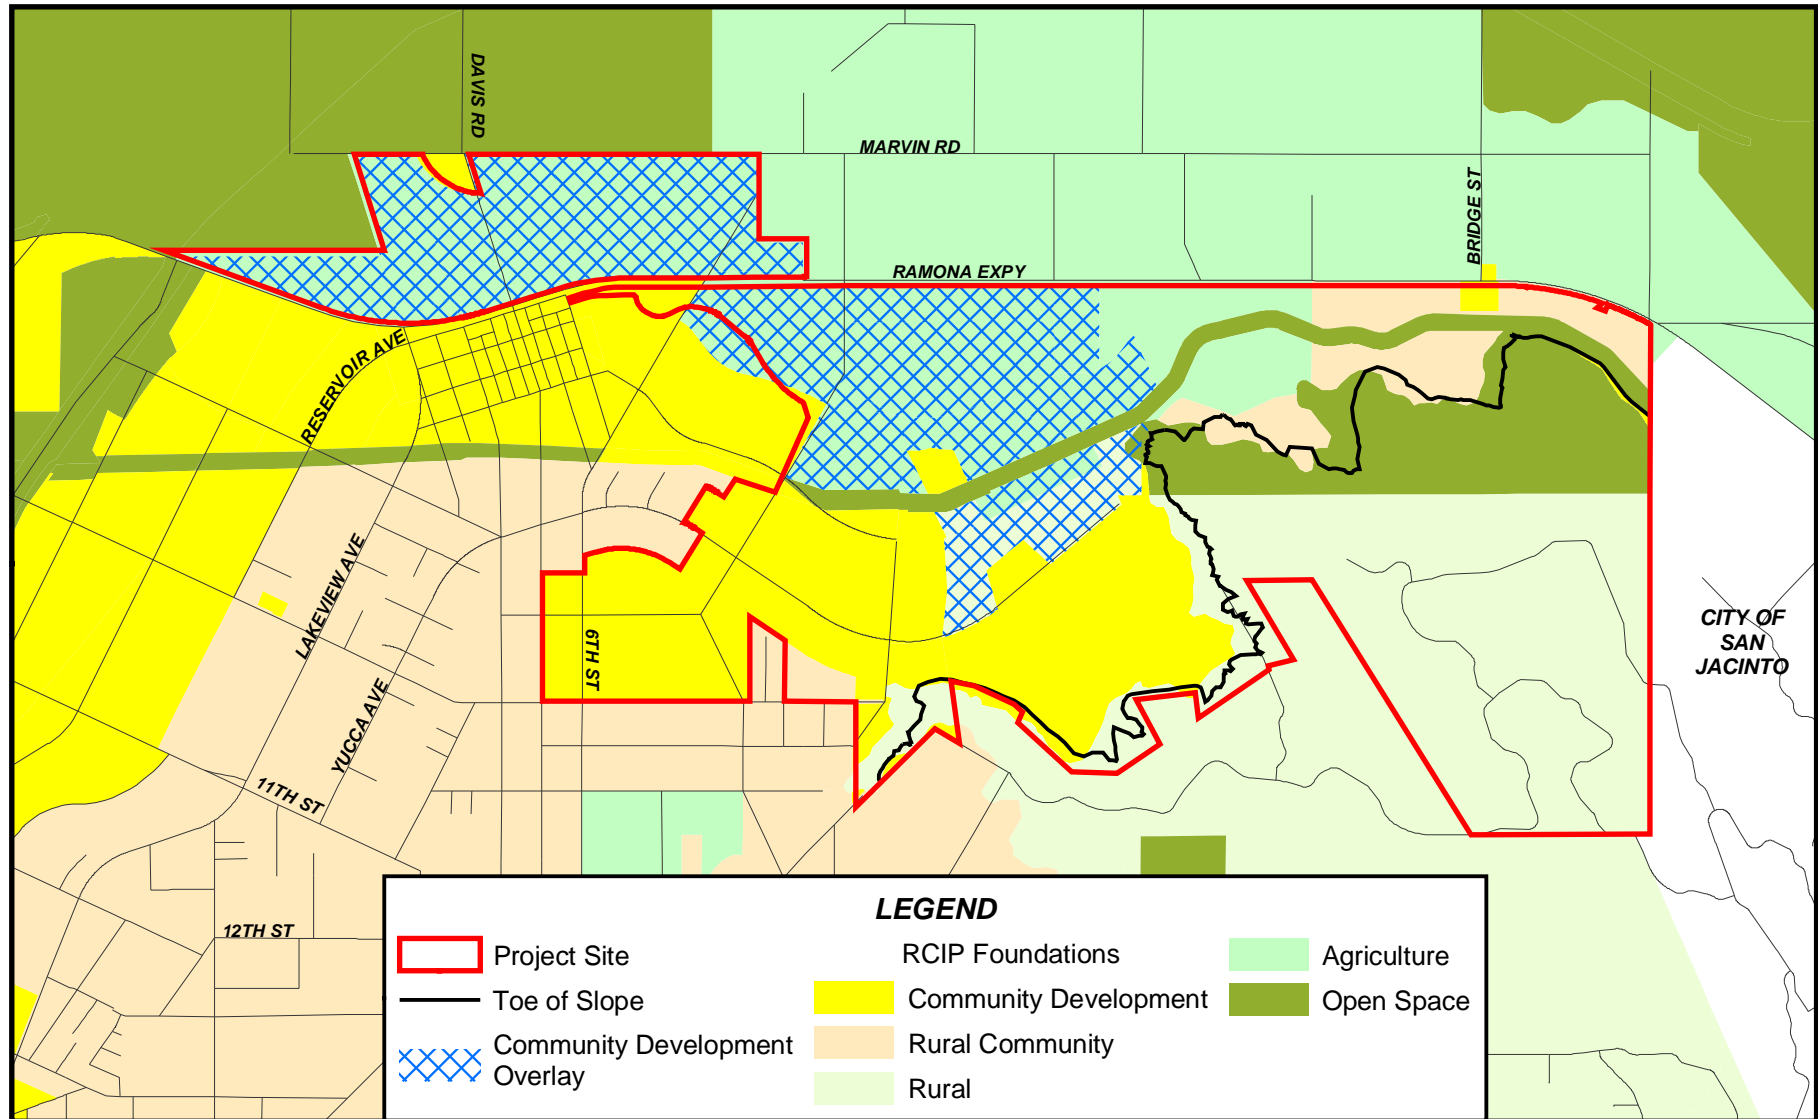 DAVIS RD
MARVIN RD
BRIDGE ST
RAMONA EXPY
RESERVOIR AVE
LAKEVIEW AVE
6TH ST
CITY OF
SAN
JACINTO
YUCCA AVE
11TH ST
12TH ST
LEGEND
Project Site
Toe of Slope
Community Development
Overlay
RCIP Foundations
Community Development
Rural Community
Rural
Agriculture
Open Space